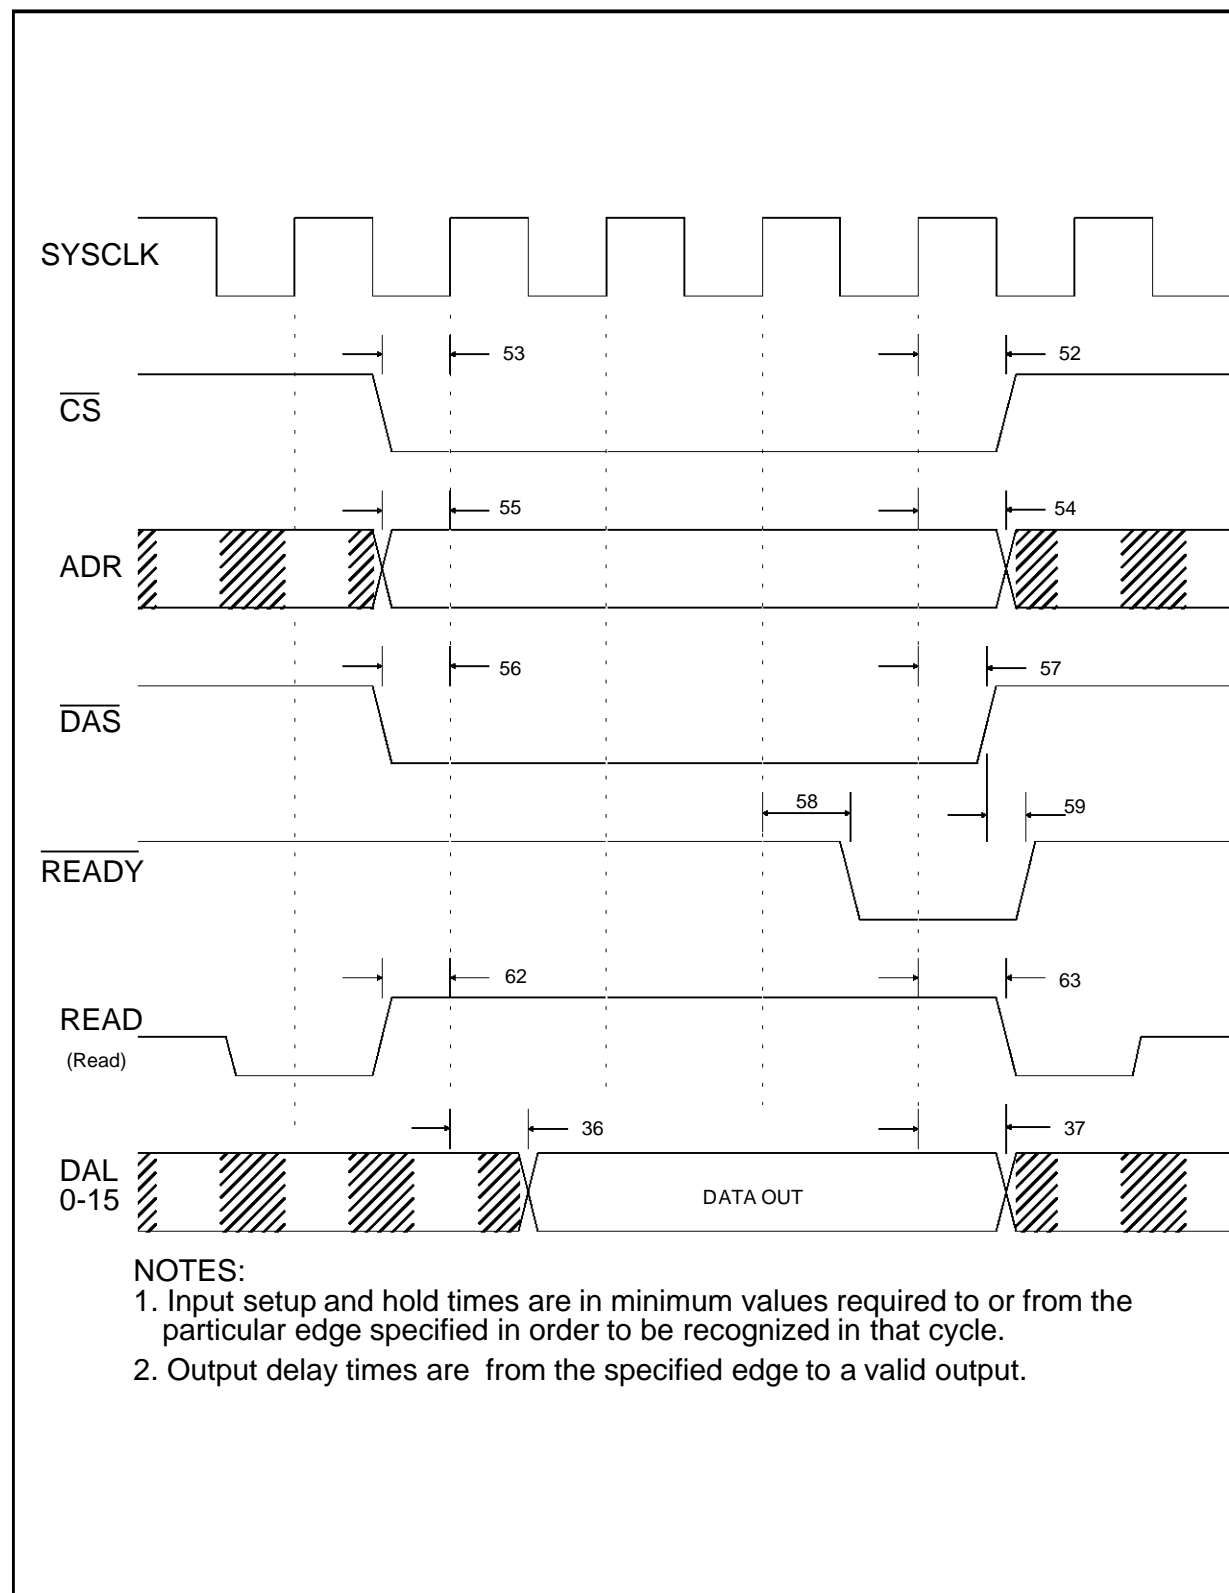 SYSCLK
53
52
CS
55
54
ADR
56
57
DAS
58
59
READY
62
63
READ
(Read)
36
37
DAL
0-15
DATA OUT
NOTES:
1. Input setup and hold times are in minimum values required to or from the
particular edge specified in order to be recognized in that cycle.
2. Output delay times are  from the specified edge to a valid output.